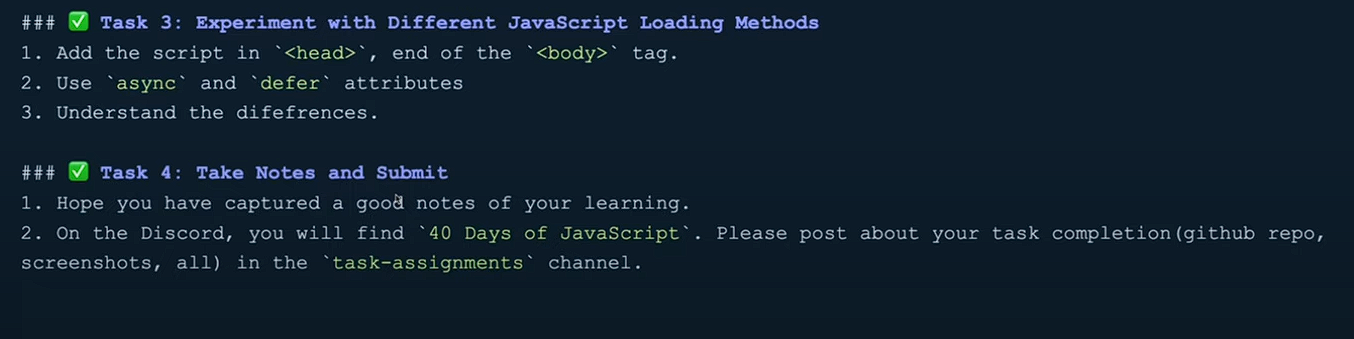 ### ✅ Task 3: Experiment with Different JavaScript Loading Methods
1. Add the script in `<head>`, end of the `<body>` tag.
2. Use `async` and `defer` attributes
3. Understand the difefrences.
### ✅ Task 4: Take Notes and Submit
1. Hope you have captured a good notes of your learning.
2. On the Discord, you will find `40 Days of JavaScript`. Please post about your task completion(github repo,
screenshots, all) in the `task-assignments` channel.